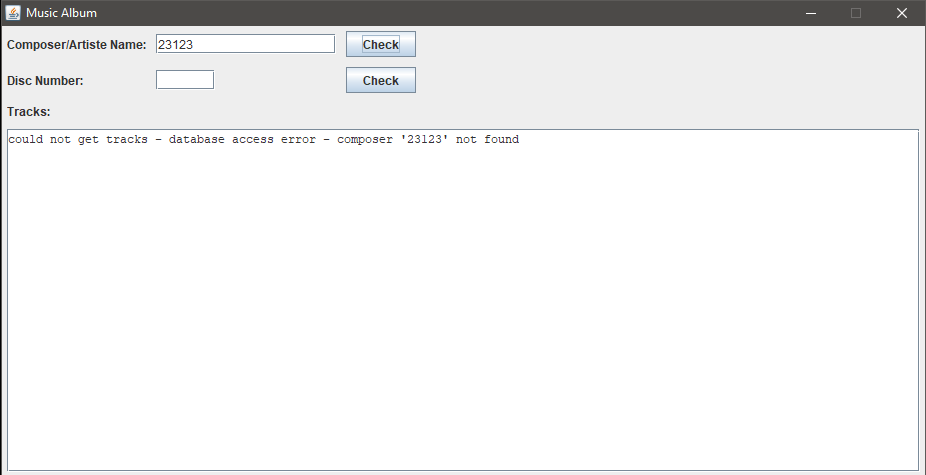 Music Album
Composer/Artiste Name: 23123 Check
Disc Number: Check
Tracks:
could not get tracks - database access error - composer '23123' not found